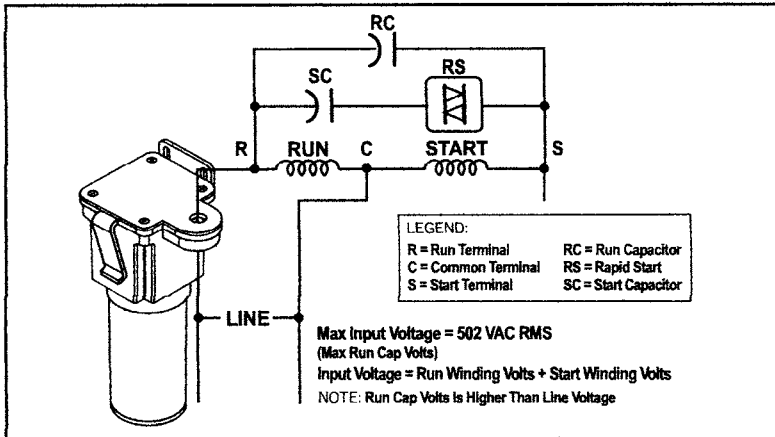 RC
SC
RS
R
RUN
C
START
S
LEGEND:
R = Run Terminal RC = Run Capacitor
C = Common Terminal RS = Rapid Start
S = Start Terminal SC = Start Capacitor
LINE
Max Input Voltage = 502 VAC RMS
(Max Run Cap Volts)
Input Voltage = Run Winding Volts + Start Winding Volts
NOTE: Run Cap Volts Is Higher Than Line Voltage